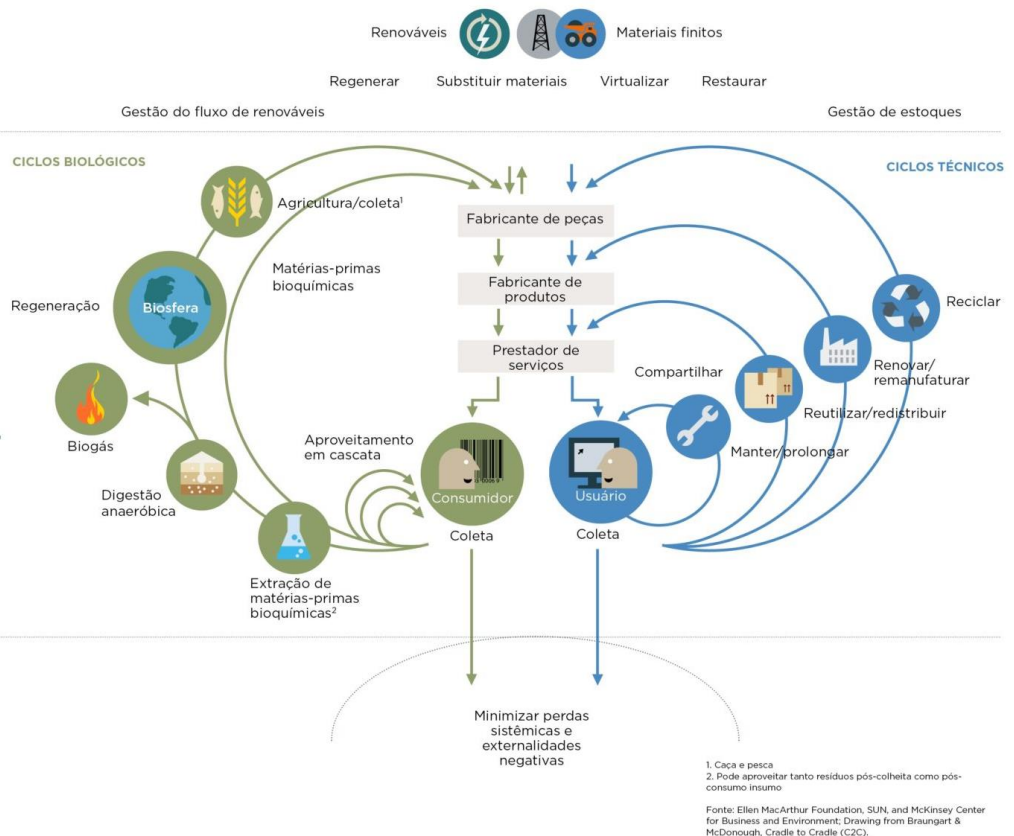 Renováveis
Materiais finitos
Regenerar
Substituir materiais
Virtualizar
Restaurar
Gestão do fluxo de renováveis
Gestão de estoques
CICLOS BIOLÓGICOS
CICLOS TÉCNICOS
Agricultura/coleta¹
Fabricante de peças
Matérias-primas
bioquímicas
Fabricante de
produtos
Regeneração
Biosfera
Reciclar
Prestador de
serviços
Compartilhar
Renovar/
remanufaturar
Reutilizar/redistribuir
Biogás
Aproveitamento
em cascata
Manter/prolongar
Consumidor
Usuário
Digestão
anaeróbica
Coleta
Coleta
Extração de
matérias-primas
bioquímicas²
Minimizar perdas
sistêmicas e
externalidades
negativas
1. Caça e pesca
2. Pode aproveitar tanto resíduos pós-colheita como pós-
consumo insumo
Fonte: Ellen MacArthur Foundation, SUN, and McKinsey Center
for Business and Environment; Drawing from Braungart &
McDonough, Cradle to Cradle (C2C).